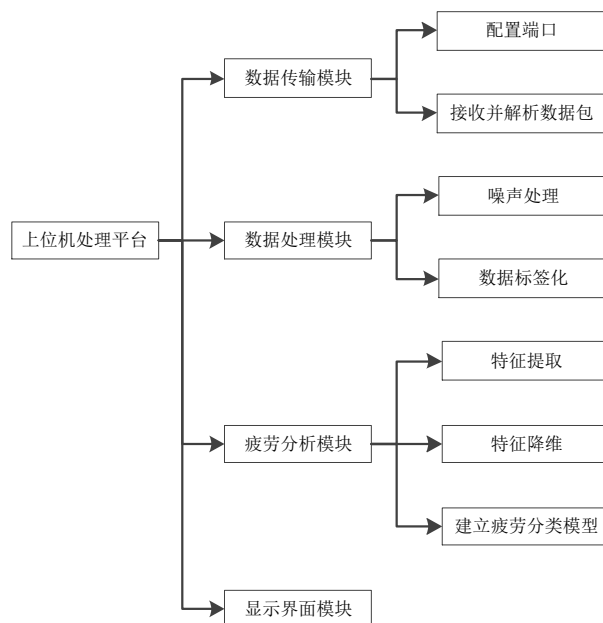 配置端口
数据传输模块
接收并解析数据包
噪声处理
上位机处理平台
数据处理模块
数据标签化
特征提取
疲劳分析模块
特征降维
建立疲劳分类模型
显示界面模块